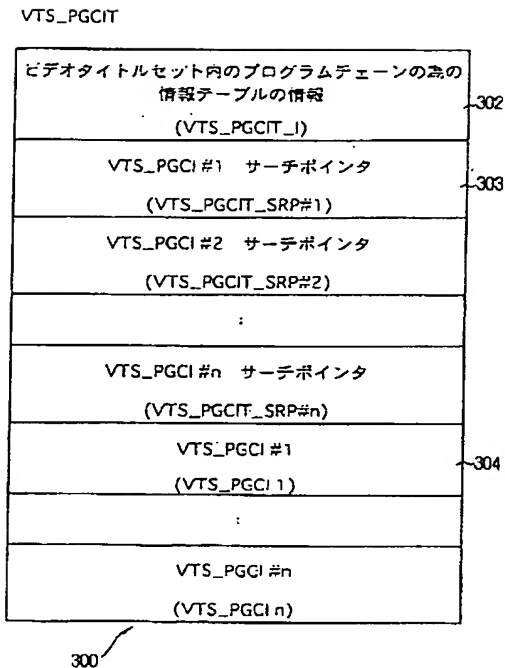 VTS_PGCIT
ビデオタイトルセット内のプログラムチェーンの為の
情報テーブルの情報
(VTS_PGCIT_I)
302
VTS_PGCI #1 サーチポインタ
303
(VTS_PGCIT_SRP#1)
VTS_PGCI #2 サーチポインタ
(VTS_PGCIT_SRP#2)
:
VTS_PGCI #n サーチポインタ
(VTS_PGCIT_SRP#n)
VTS_PGCI #1
304
(VTS_PGCI 1)
:
VTS_PGCI #n
(VTS_PGCI n)
300